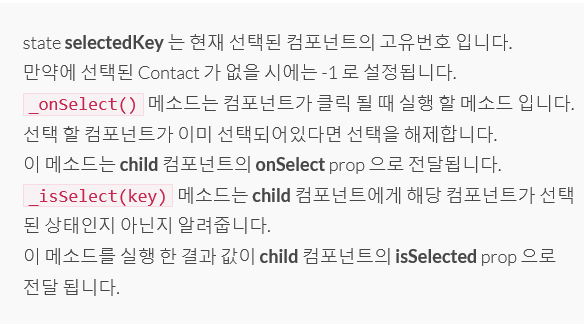 state selectedKey 는 현재 선택된 컴포넌트의 고유번호 입니다.
만약에 선택된 Contact 가 없을 시에는 -1 로 설정됩니다.
_onSelect() 메소드는 컴포넌트가 클릭 될 때 실행 할 메소드 입니다.
선택 할 컴포넌트가 이미 선택되어있다면 선택을 해제합니다.
이 메소드는 child 컴포넌트의 onSelect prop 으로 전달됩니다.
_isSelect(key) 메소드는 child 컴포넌트에게 해당 컴포넌트가 선택
된 상태인지 아닌지 알려줍니다.
이 메소드를 실행 한 결과 값이 child 컴포넌트의 isSelected prop 으로
전달 됩니다.